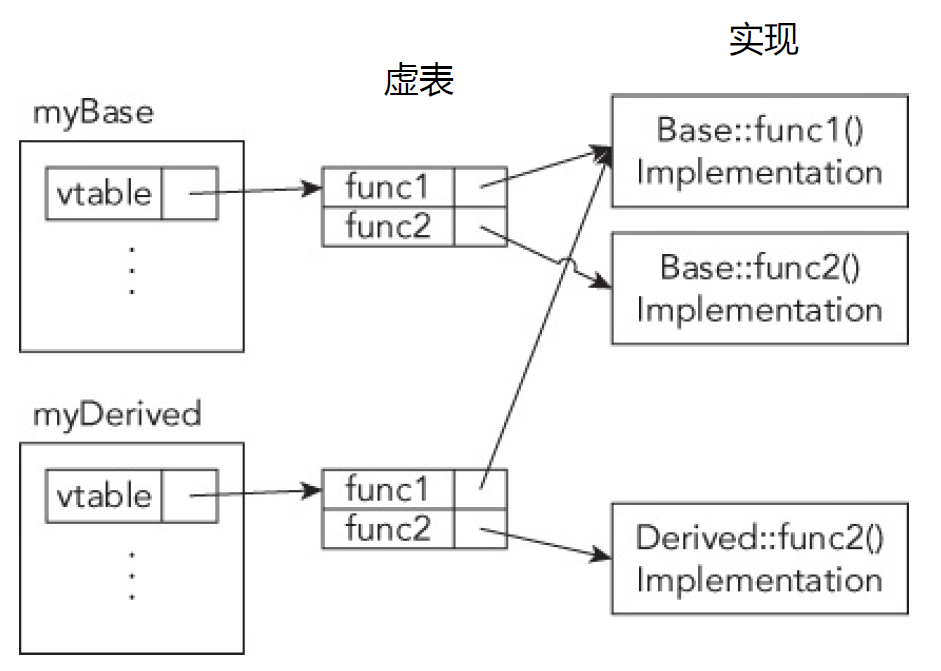 实现
虚表
myBase
Base::func1()
Implementation
vtable
func1
func2
Base::func2()
Implementation
myDerived
vtable
func1
func2
Derived::func2()
Implementation